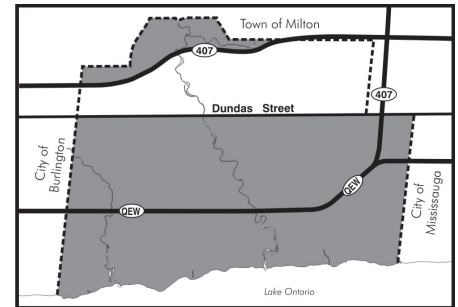 Town of Milton
407
407
Dundas Street
City of
Burlington
QEW
QEW
City of
Mississauga
Lake Ontario